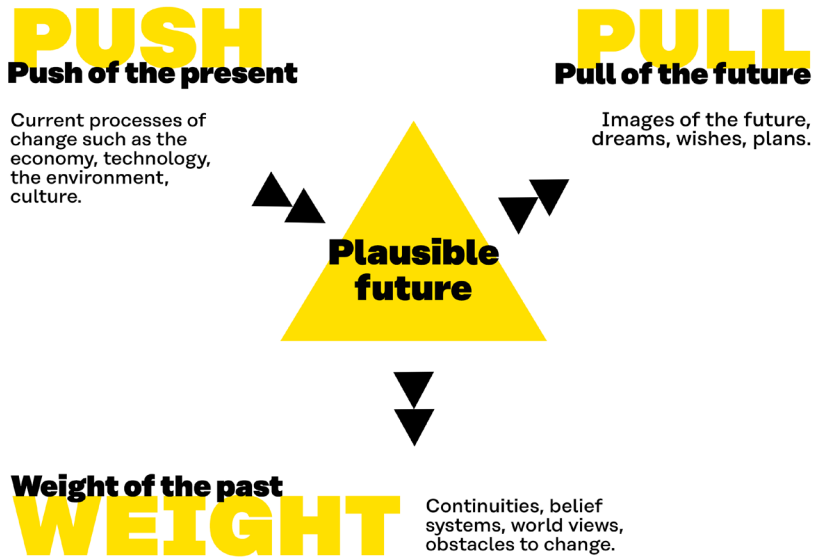 PUSH
Push of the present
Current processes of
change such as the
economy, technology,
the environment,
culture.
PULL
Pull of the future
Images of the future,
dreams, wishes, plans.
Plausible
future
Weight of the past
WEIGHT
Continuities, belief
systems, world views,
obstacles to change.